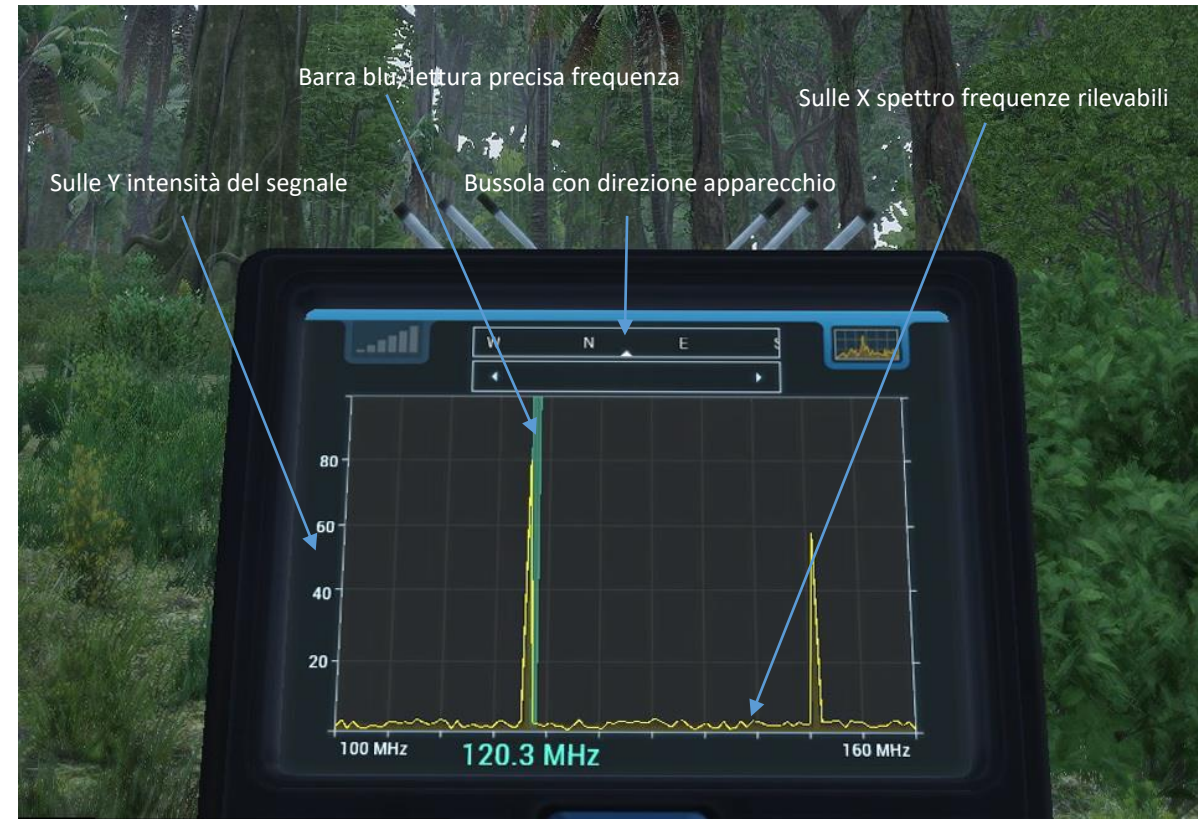 Barra blu, lettura precisa frequenza
Sulle X spettro frequenze rilevabili
Sulle Y intensità del segnale
Bussola con direzione apparecchio
W N E S
80
60
40
20
100 MHz
120.3 MHz
160 MHz